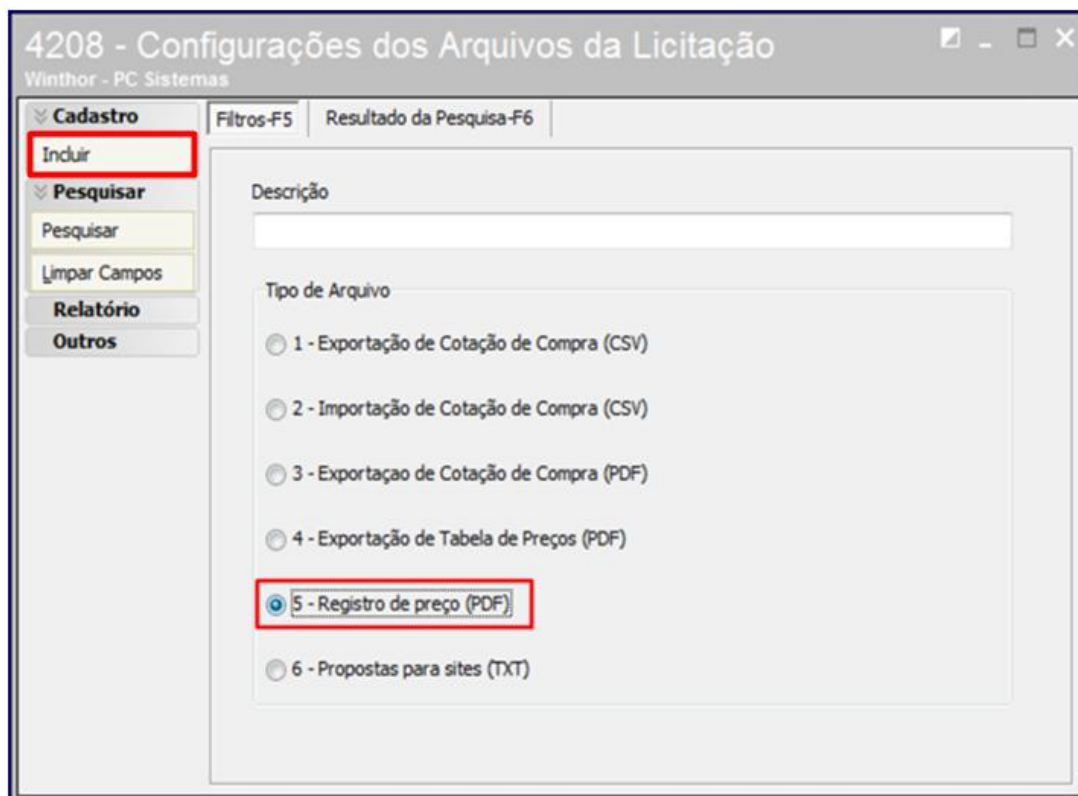 4208 - Configurações dos Arquivos da Licitação
Winthor - PC Sistemas
Cadastro
Incluir
Pesquisar
Pesquisar
Limpar Campos
Relatório
Outros
Filtros-F5 Resultado da Pesquisa-F6
Descrição
Tipo de Arquivo
1 - Exportação de Cotação de Compra (CSV)
2 - Importação de Cotação de Compra (CSV)
3 - Exportaçao de Cotação de Compra (PDF)
4 - Exportação de Tabela de Preços (PDF)
5 - Registro de preço (PDF)
6 - Propostas para sites (TXT)